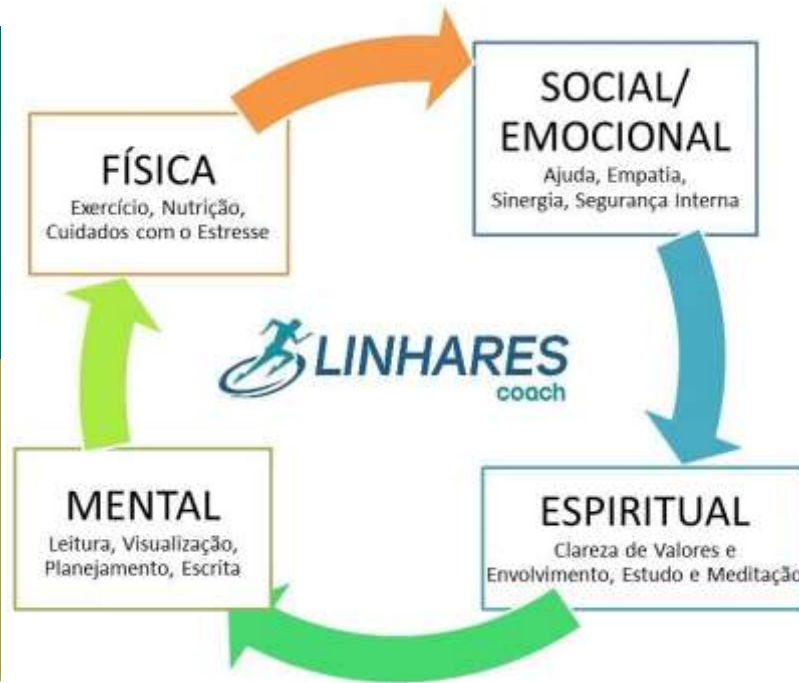 FÍSICA
Exercício, Nutrição,
Cuidados com o Estresse
SOCIAL/
EMOCIONAL
Ajuda, Empatia,
Sinergia, Segurança Interna
LINHARES
coach
MENTAL
Leitura, Visualização,
Planejamento, Escrita
ESPIRITUAL
Clareza de Valores e
Envolvimento, Estudo e Meditação